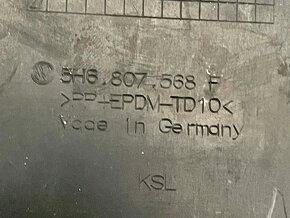 5H6.807.568 F
>PP-EPDM-TD10<
Made in Germany
KSL